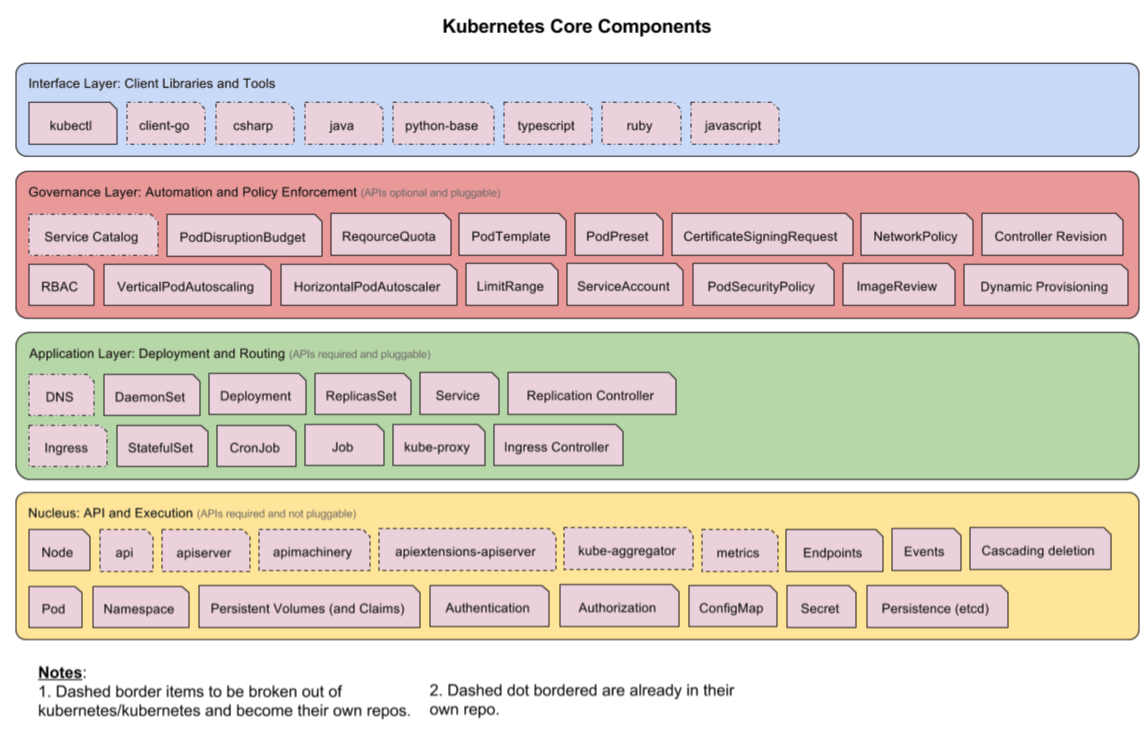 Kubernetes Core Components
Interface Layer: Client Libraries and Tools
kubectl client-go csharp java python-base typescript ruby javascript
Governance Layer: Automation and Policy Enforcement (APIs optional and pluggable)
Service Catalog PodDisruptionBudget ReqourceQuota PodTemplate PodPreset CertificateSigningRequest NetworkPolicy Controller Revision
RBAC VerticalPodAutoscaling HorizontalPodAutoscaler LimitRange ServiceAccount PodSecurityPolicy ImageReview Dynamic Provisioning
Application Layer: Deployment and Routing (APIs required and pluggable)
DNS DaemonSet Deployment ReplicasSet Service Replication Controller
Ingress StatefulSet CronJob Job kube-proxy Ingress Controller
Nucleus: API and Execution (APIs required and not pluggable)
Node api apiserver apimachinery apiextensions-apiserver kube-aggregator metrics Endpoints Events Cascading deletion
Pod Namespace Persistent Volumes (and Claims) Authentication Authorization ConfigMap Secret Persistence (etcd)
Notes:
1. Dashed border items to be broken out of
kubernetes/kubernetes and become their own repos.
2. Dashed dot bordered are already in their
own repo.